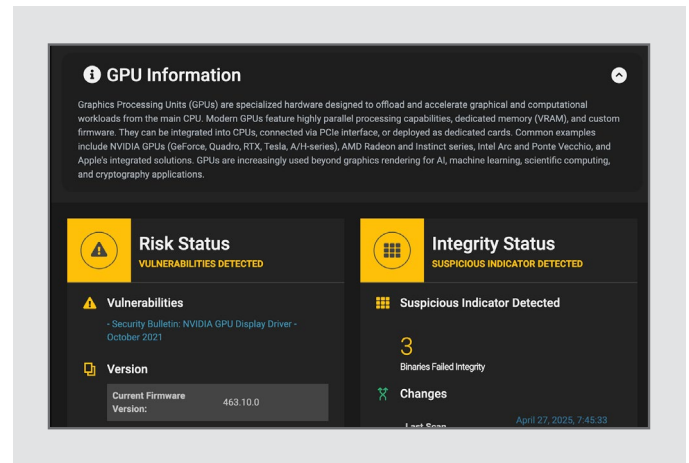 GPU Information
Graphics Processing Units (GPUs) are specialized hardware designed to offload and accelerate graphical and computational
workloads from the main CPU. Modern GPUs feature highly parallel processing capabilities, dedicated memory (VRAM), and custom
firmware. They can be integrated into CPUs, connected via PCIe interface, or deployed as dedicated cards. Common examples
include NVIDIA GPUs (GeForce, Quadro, RTX, Tesla, A/H-series), AMD Radeon and Instinct series, Intel Arc and Ponte Vecchio, and
Apple's integrated solutions. GPUs are increasingly used beyond graphics rendering for AI, machine learning, scientific computing,
and cryptography applications.
Risk Status
VULNERABILITIES DETECTED
Vulnerabilities
- Security Bulletin: NVIDIA GPU Display Driver -
October 2021
Version
Current Firmware
Version:
463.10.0
Integrity Status
SUSPICIOUS INDICATOR DETECTED
Suspicious Indicator Detected
3
Binaries Failed Integrity
Changes
Last Scan
April 27, 2025, 7:45:33